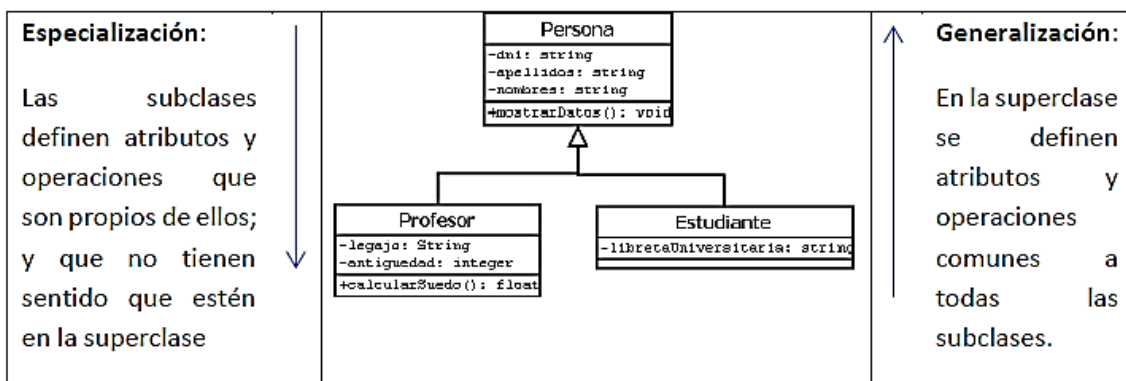 Especialización:
Las subclases
definen atributos y
operaciones que
son propios de ellos;
y que no tienen
sentido que estén
en la superclase
Persona
-dni: string
-apellidos: string
-nombres: string
+mostrarDatos(): void
Profesor
-legajo: String
-antiguedad: integer
+calcularSuedo(): float
Estudiante
-libretaUniversitaria: string
Generalización:
En la superclase
se definen
atributos y
operaciones
comunes a
todas las
subclases.